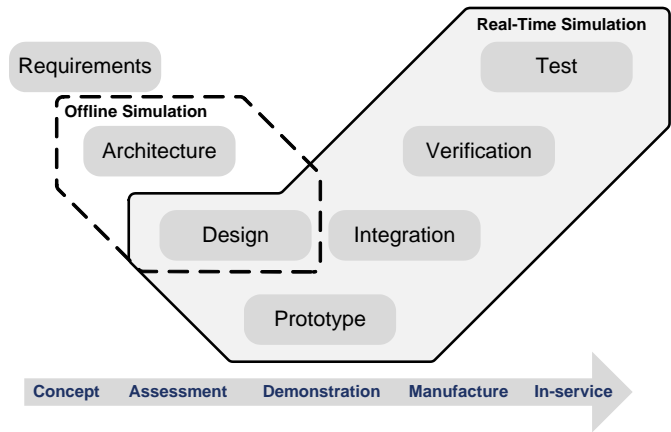 Real-Time Simulation
Requirements
Test
Offline Simulation
Architecture
Verification
Design
Integration
Prototype
Concept Assessment Demonstration Manufacture In-service